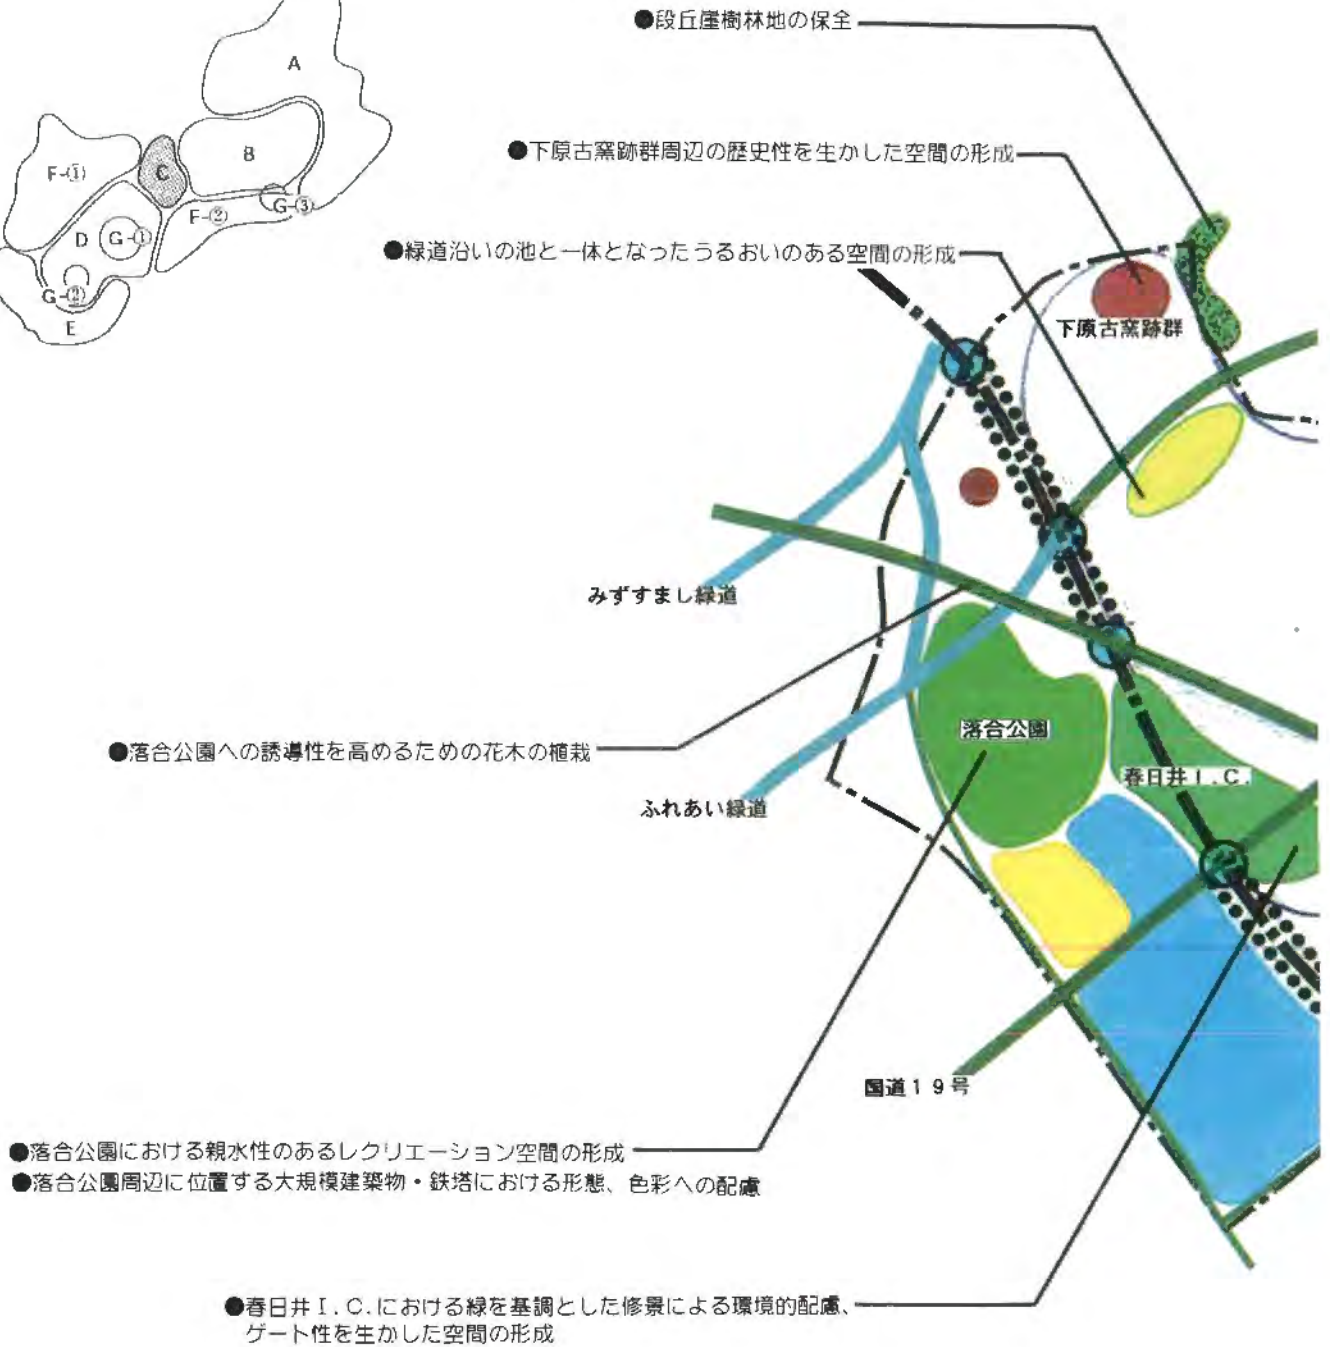 ●段丘崖樹林地の保全
A
●下原古窯跡群周辺の歴史性を生かした空間の形成
B
F-①
C
G-③
F-②
D
G-①
●緑道沿いの池と一体となったうるおいのある空間の形成
G-②
E
下原古窯跡群
みずすまし緑道
落合公園
●落合公園への誘導性を高めるための花木の植栽
春日井I.C.
ふれあい緑道
国道19号
●落合公園における親水性のあるレクリエーション空間の形成
●落合公園周辺に位置する大規模建築物・鉄塔における形態、色彩への配慮
●春日井I.C.における緑を基調とした修景による環境的配慮、
ゲート性を生かした空間の形成